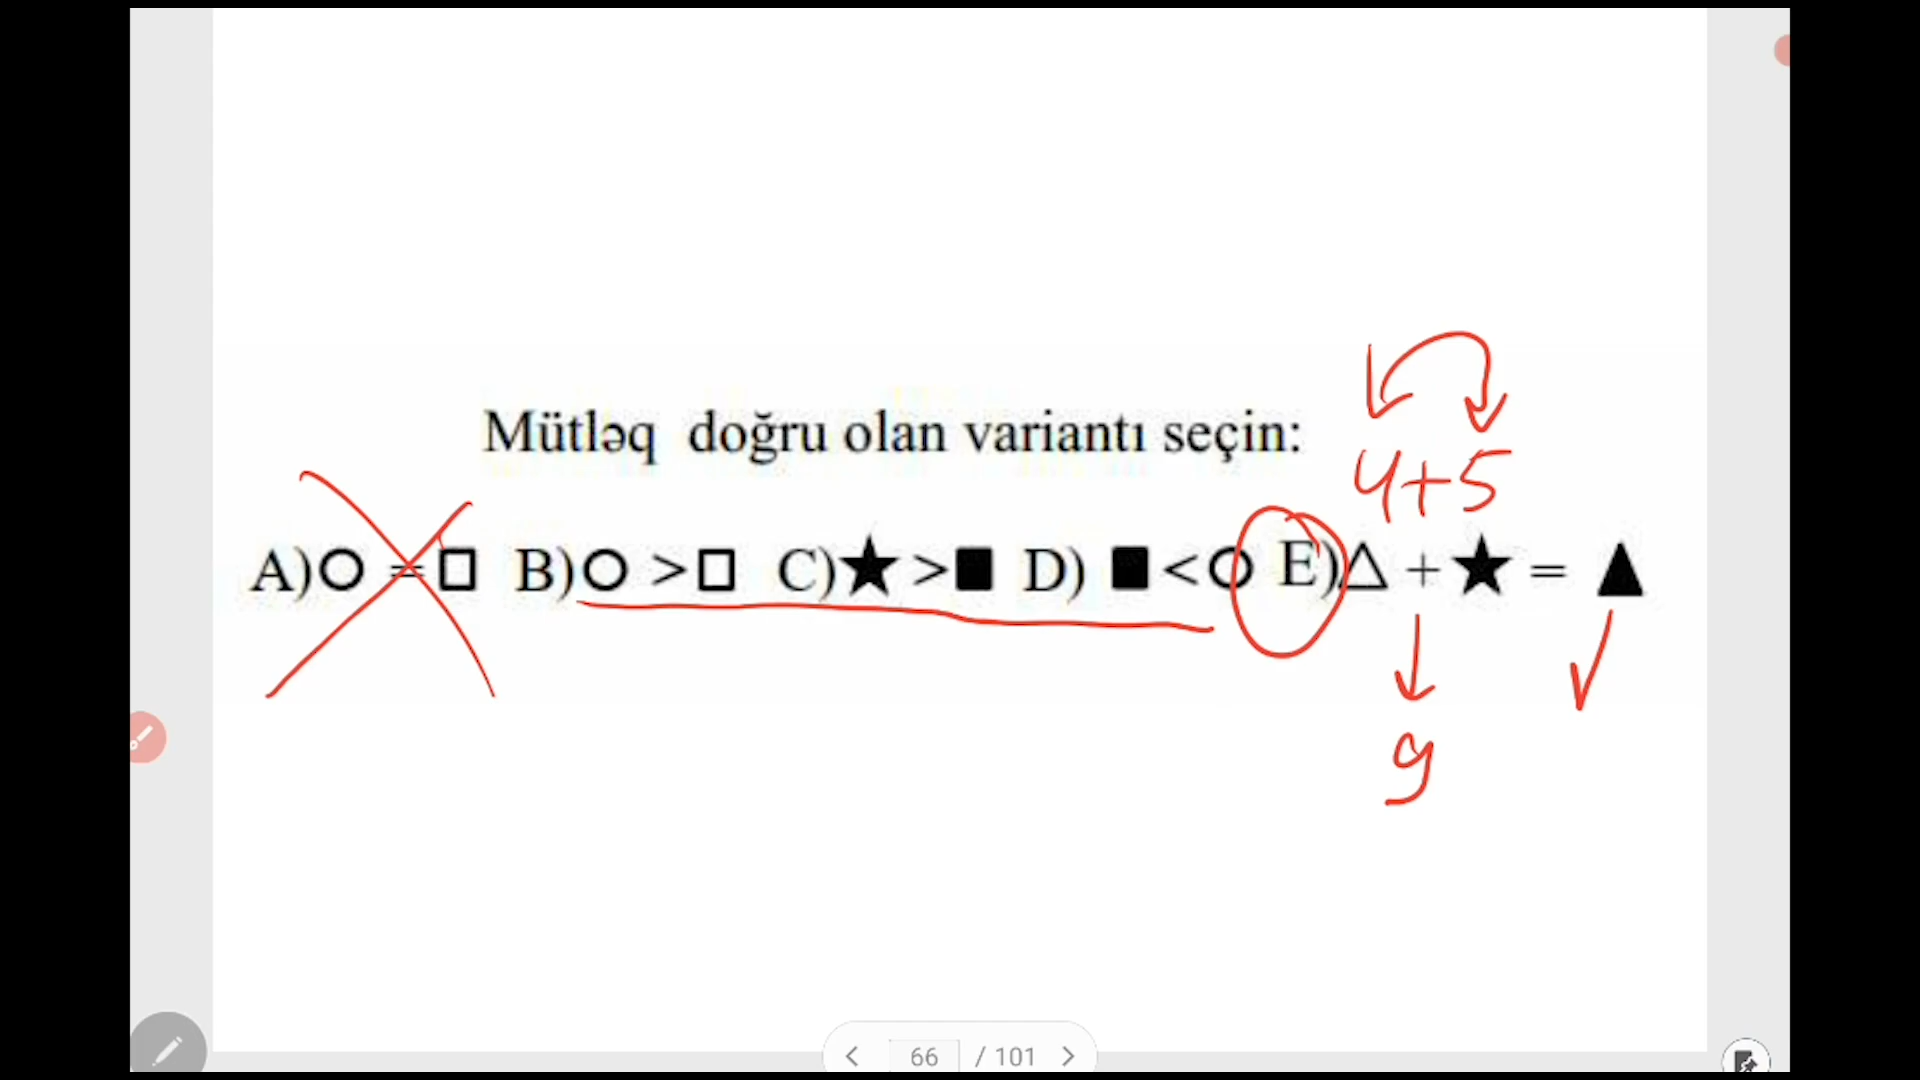 Mütləq doğru olan variantı seçin:
4+5
A)○ = □ B)○ >□ C)★>■ D) ■<○ E)△ + ★ = ▲
9
66 / 101